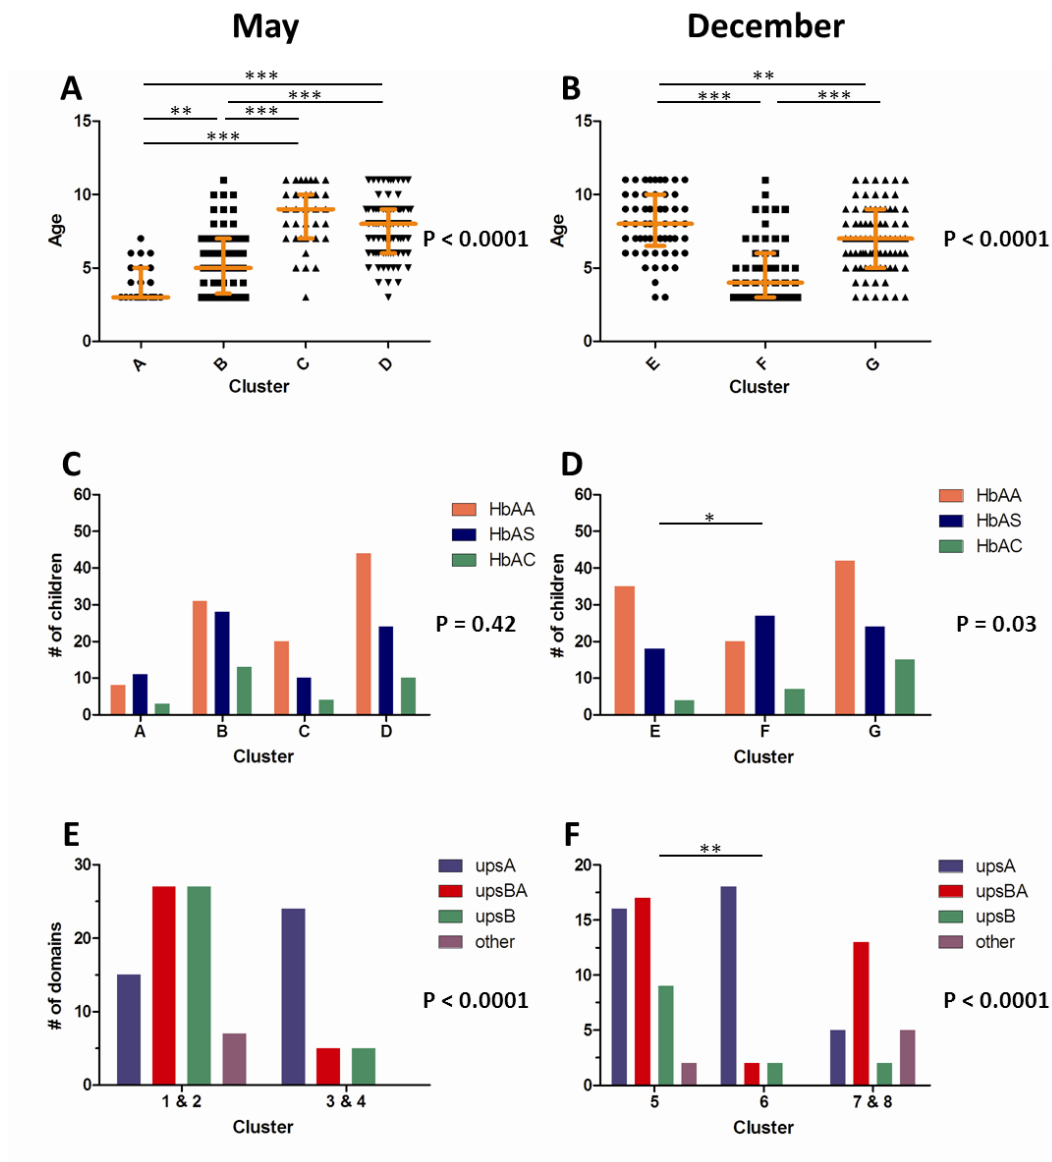 May
December
A
***
***
**
***
***
15
10
5
0
Age
A
B
C
D
Cluster
P < 0.0001
B
**
***
***
15
10
5
0
Age
E
F
G
Cluster
P < 0.0001
C
60
50
40
30
20
10
0
# of children
HbAA
HbAS
HbAC
P = 0.42
A
B
C
D
Cluster
D
60
50
40
30
20
10
0
# of children
*
HbAA
HbAS
HbAC
P = 0.03
E
F
G
Cluster
E
30
20
10
0
# of domains
upsA
upsBA
upsB
other
P < 0.0001
1 & 2
3 & 4
Cluster
F
20
15
10
5
0
**
upsA
upsBA
upsB
other
P < 0.0001
5
6
7 & 8
Cluster